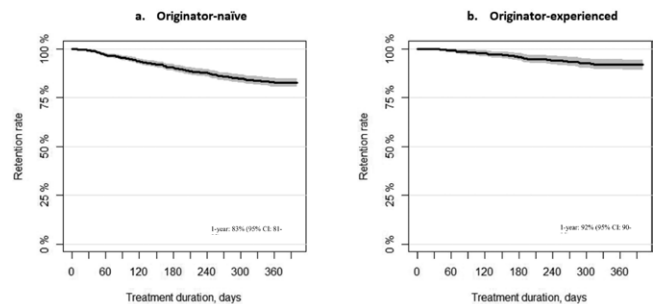 a. Originator-naïve
100 %
75 %
50 %
25 %
0 %
Retention rate
1-year: 83% (95% CI: 81-
0 60 120 180 240 300 360
Treatment duration, days
b. Originator-experienced
100 %
75 %
50 %
25 %
0 %
Retention rate
1-year: 92% (95% CI: 90-
0 60 120 180 240 300 360
Treatment duration, days